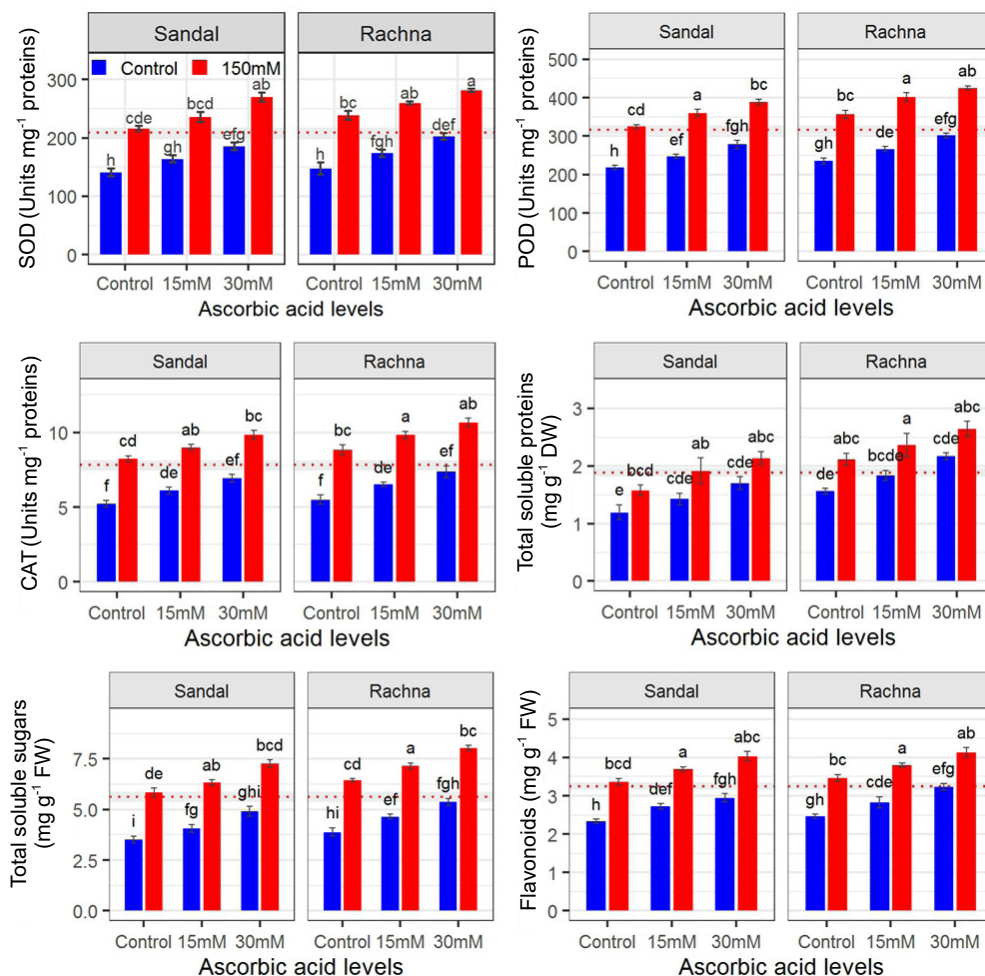 Sandal Rachna
Control 150mM
SOD (Units mg-1 proteins)
300
200
100
0
h cde gh bcd efg ab
h bc fgh ab def a
Control 15mM 30mM Control 15mM 30mM
Ascorbic acid levels
Sandal Rachna
POD (Units mg-1 proteins)
500
400
300
200
100
0
h cd ef a fgh bc
gh bc de a efg ab
Control 15mM 30mM Control 15mM 30mM
Ascorbic acid levels
Sandal Rachna
CAT (Units mg-1 proteins)
10
5
0
f cd de ab ef bc
f bc de a ef ab
Control 15mM 30mM Control 15mM 30mM
Ascorbic acid levels
Sandal Rachna
Total soluble proteins
(mg g-1 DW)
3
2
1
0
e bcd cde ab cde abc
de abc bcde a cde abc
Control 15mM 30mM Control 15mM 30mM
Ascorbic acid levels
Sandal Rachna
Total soluble sugars
(mg g-1 FW)
7.5
5.0
2.5
0.0
i de fg ab ghi bcd
hi cd ef a fgh bc
Control 15mM 30mM Control 15mM 30mM
Ascorbic acid levels
Sandal Rachna
Flavonoids (mg g-1 FW)
5
4
3
2
1
0
h bcd def a fgh abc
gh bc cde a efg ab
Control 15mM 30mM Control 15mM 30mM
Ascorbic acid levels